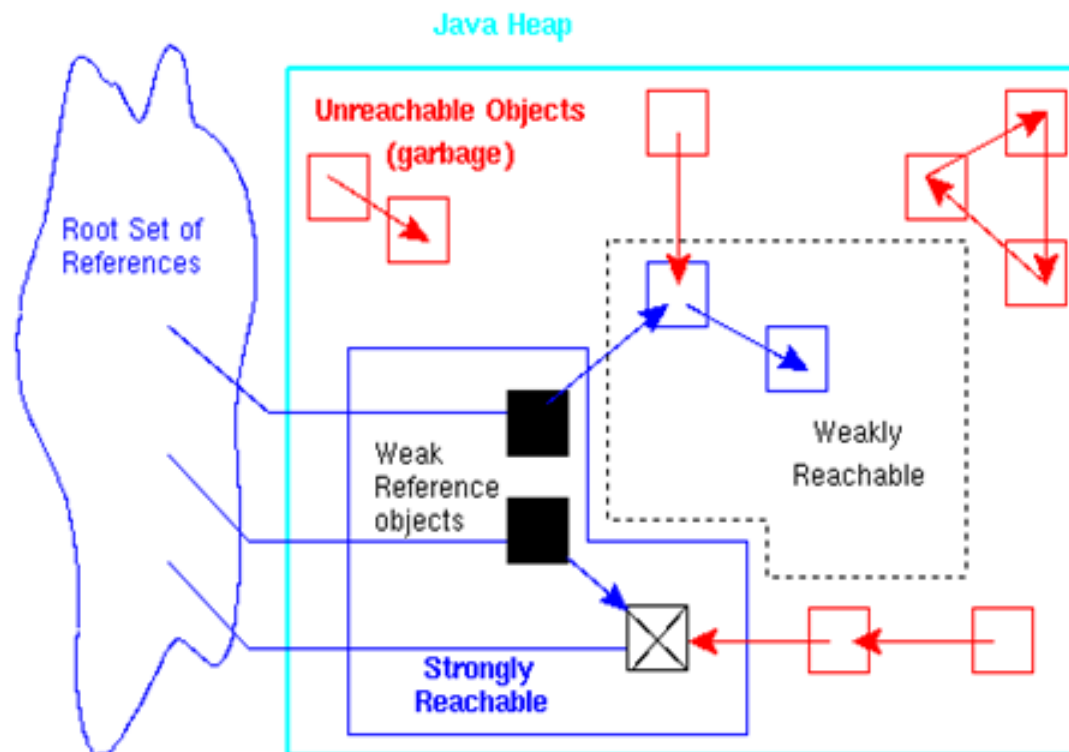 Java Heap
Unreachable Objects
(garbage)
Root Set of
References
Weak
Reference
objects
Weakly
Reachable
Strongly
Reachable